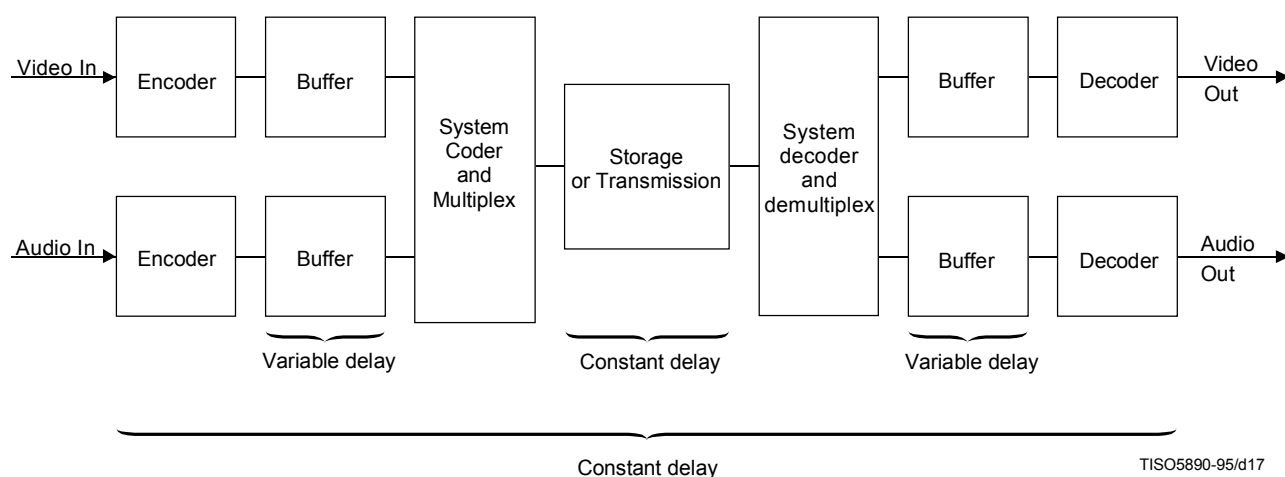 Video In
Encoder
Buffer
System
Coder
and
Multiplex
Storage
or Transmission
System
decoder
and
demultiplex
Buffer
Decoder
Video
Out
Audio In
Encoder
Buffer
Buffer
Decoder
Audio
Out
Variable delay
Constant delay
Variable delay
Constant delay
TISO5890-95/d17